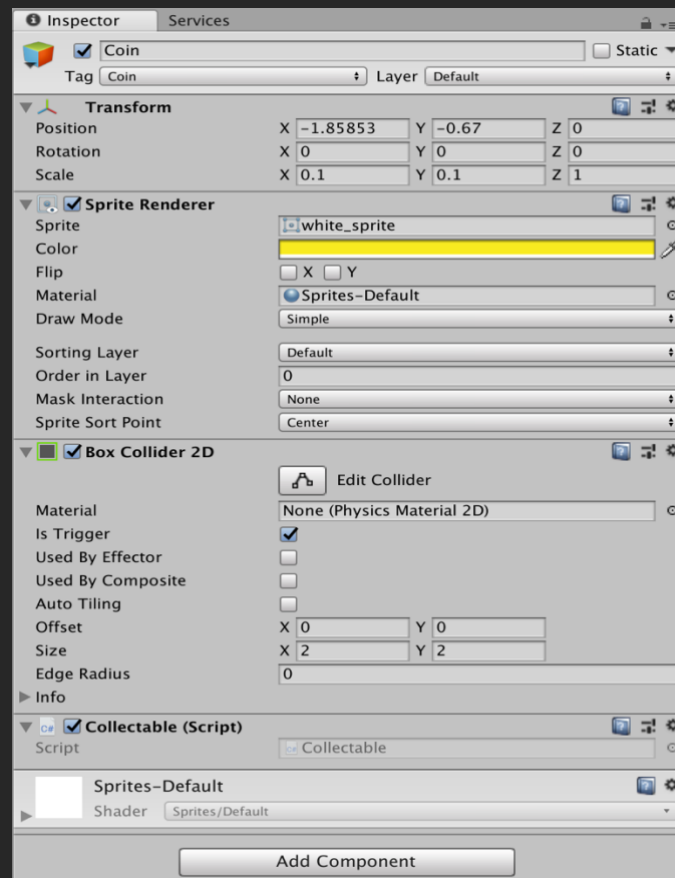 Inspector Services
Coin Static
Tag Coin Layer Default
Transform
Position X -1.85853 Y -0.67 Z 0
Rotation X 0 Y 0 Z 0
Scale X 0.1 Y 0.1 Z 1
Sprite Renderer
Sprite white_sprite
Color
Flip X Y
Material Sprites-Default
Draw Mode Simple
Sorting Layer Default
Order in Layer 0
Mask Interaction None
Sprite Sort Point Center
Box Collider 2D
Edit Collider
Material None (Physics Material 2D)
Is Trigger
Used By Effector
Used By Composite
Auto Tiling
Offset X 0 Y 0
Size X 2 Y 2
Edge Radius 0
Info
C# Collectable (Script)
Script Collectable
Sprites-Default
Shader Sprites/Default
Add Component